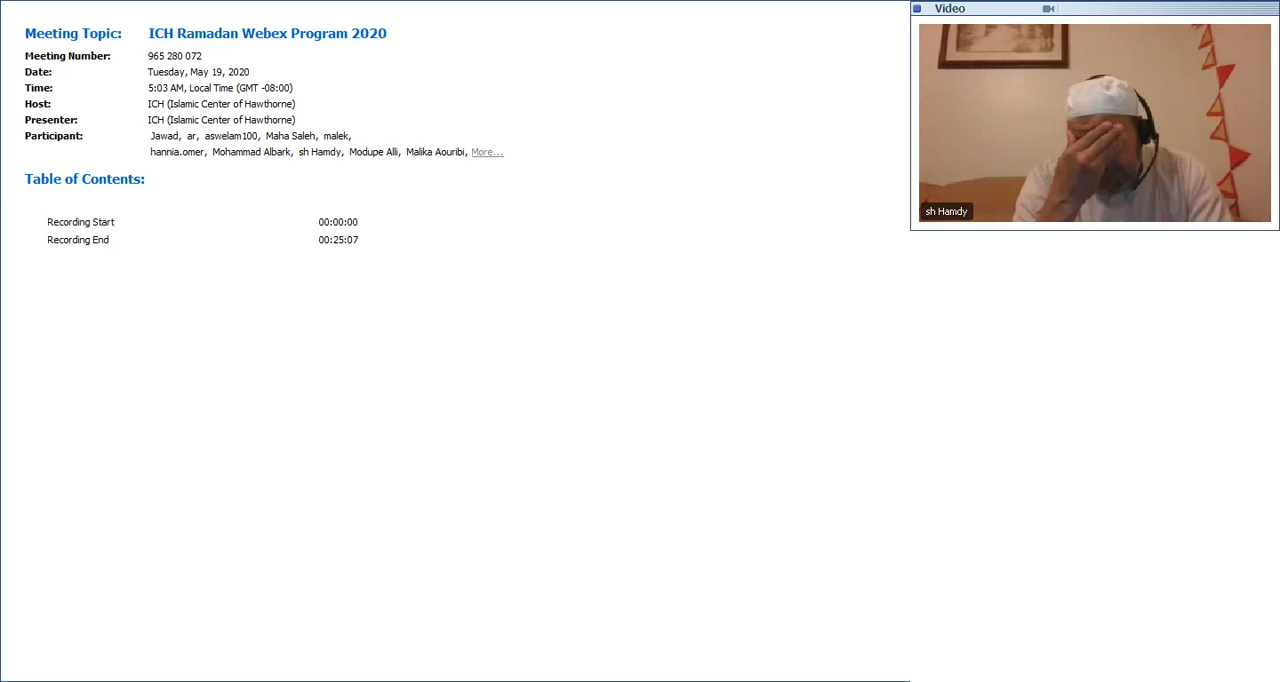 Meeting Topic: ICH Ramadan Webex Program 2020
Meeting Number: 965 280 072
Date: Tuesday, May 19, 2020
Time: 5:03 AM, Local Time (GMT -08:00)
Host: ICH (Islamic Center of Hawthorne)
Presenter: ICH (Islamic Center of Hawthorne)
Participant: Jawad, ar, aswelam100, Maha Saleh, malek,
hannia.omer, Mohammad Albark, sh Hamdy, Modupe Alli, Malika Aouribi, More...
Table of Contents:
Recording Start 00:00:00
Recording End 00:25:07
Video
sh Hamdy